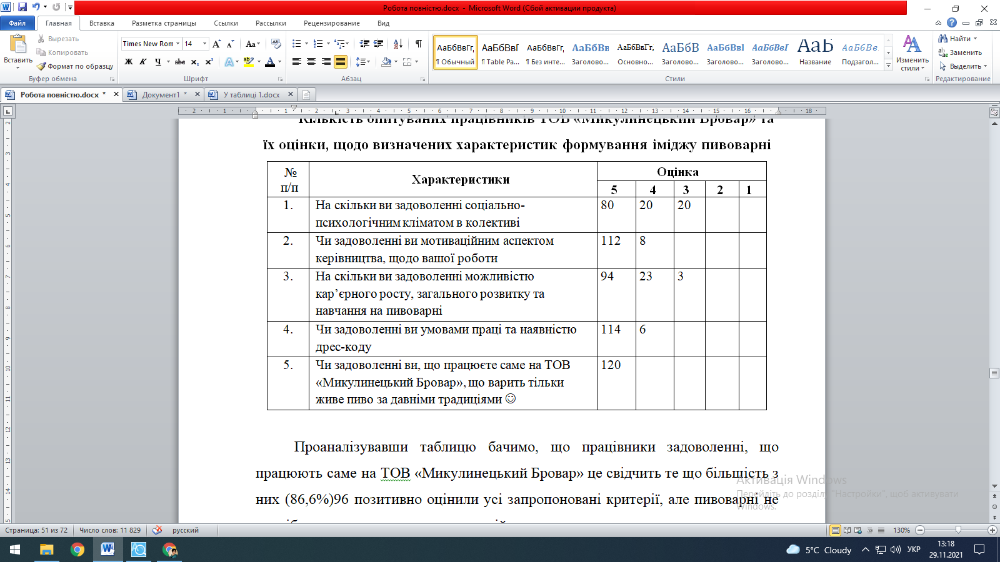 Робота повністю.docx - Microsoft Word (Сбой активации продукта)
Файл Главная Вставка Разметка страницы Ссылки Рассылки Рецензирование Вид
Вставить
Вырезать
Копировать
Формат по образцу
Буфер обмена
Times New Rom 14
Ж К Ч abc x₂ x²
Шрифт
Абзац
АаБбВвГг, АаБбВвІ АаБбВвГг, АаБбВв АаБбВвГг, АаБбВ АаБбВвІ АаБбВвІ АаБ АаБбВв.
¶ Обычный ¶ Table Pa... ¶ Без инте... Заголово... Основно... Заголово... Заголово... Заголово... Название Подзагол...
Стили
Изменить
стили
Найти
Заменить
Выделить
Редактирование
Робота повністю.docx * Документ1 * У таблиці 1.docx
Кількість опитуваних працівників ТОВ «Микулинецький Бровар» та
їх оцінки, щодо визначених характеристик формування іміджу пивоварні
№
п/п
Характеристики
Оцінка
5 4 3 2 1
1. На скільки ви задоволенні соціально- 80 20 20
психологічним кліматом в колективі
2. Чи задоволенні ви мотиваційним аспектом 112 8
керівництва, щодо вашої роботи
3. На скільки ви задоволенні можливістю 94 23 3
кар’єрного росту, загального розвитку та
навчання на пивоварні
4. Чи задоволенні ви умовами праці та наявністю 114 6
дрес-коду
5. Чи задоволенні ви, що працюєте саме на ТОВ 120
«Микулинецький Бровар», що варить тільки
живе пиво за давніми традиціями ☺
Проаналізувавши таблицю бачимо, що працівники задоволенні, що
працюють саме на ТОВ «Микулинецький Бровар» це свідчить те що більшість з
них (86,6%)96 позитивно оцінили усі запропоновані критерії, але пивоварні не
Активація Windows
Перейдіть до розділу "Настройки", щоб активувати
Windows.
Страница: 51 из 72 Число слов: 11 829 русский 130%
5°C Cloudy УКР 13:18
29.11.2021